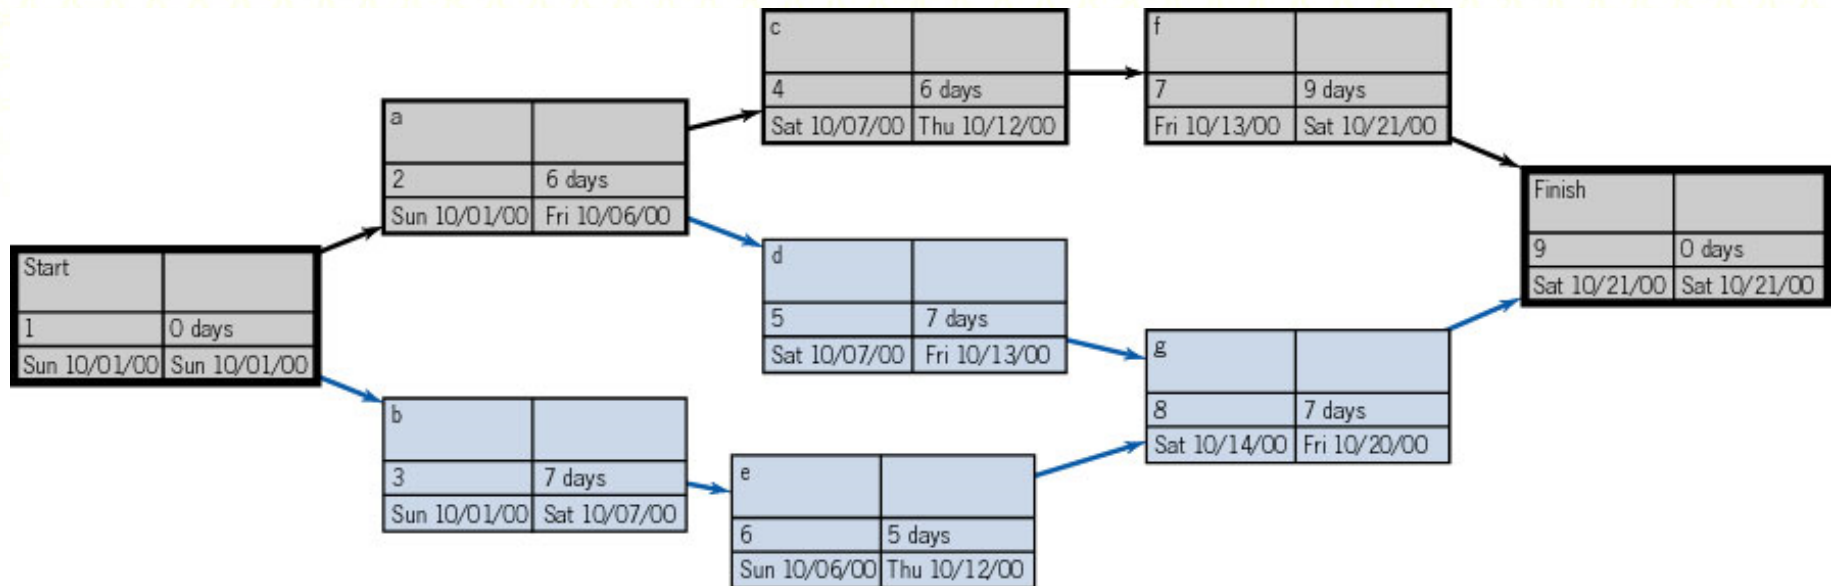 Start
1 0 days
Sun 10/01/00 Sun 10/01/00
a
2 6 days
Sun 10/01/00 Fri 10/06/00
b
3 7 days
Sun 10/01/00 Sat 10/07/00
c
4 6 days
Sat 10/07/00 Thu 10/12/00
d
5 7 days
Sat 10/07/00 Fri 10/13/00
e
6 5 days
Sun 10/06/00 Thu 10/12/00
f
7 9 days
Fri 10/13/00 Sat 10/21/00
g
8 7 days
Sat 10/14/00 Fri 10/20/00
Finish
9 0 days
Sat 10/21/00 Sat 10/21/00